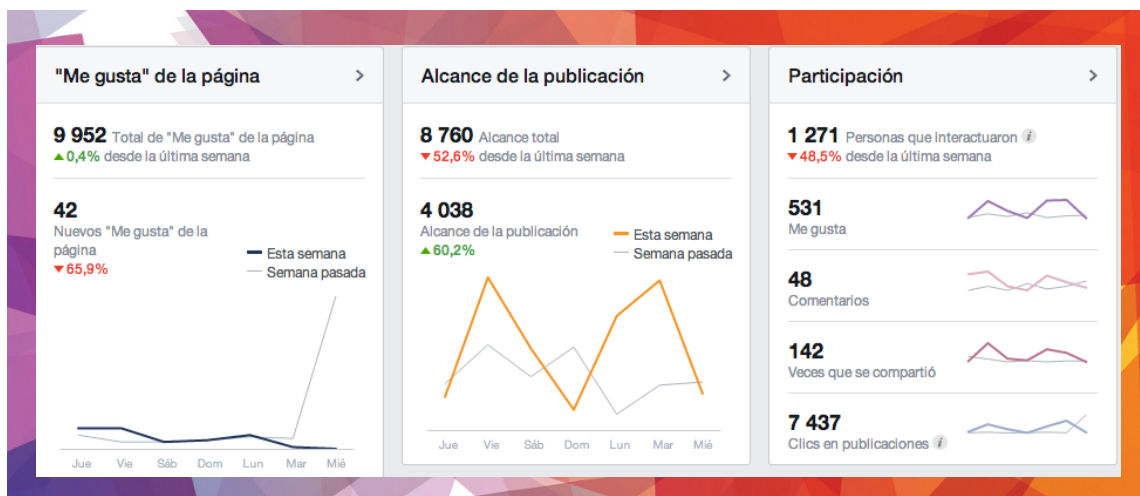 "Me gusta" de la página
9 952 Total de "Me gusta" de la página
0,4% desde la última semana
42
Nuevos "Me gusta" de la
página
65,9%
Esta semana
Semana pasada
Jue Vie Sáb Dom Lun Mar Mié
Alcance de la publicación
8 760 Alcance total
52,6% desde la última semana
4 038
Alcance de la publicación
60,2%
Esta semana
Semana pasada
Jue Vie Sáb Dom Lun Mar Mié
Participación
1 271 Personas que interactuaron
48,5% desde la última semana
531
Me gusta
48
Comentarios
142
Veces que se compartió
7 437
Clics en publicaciones